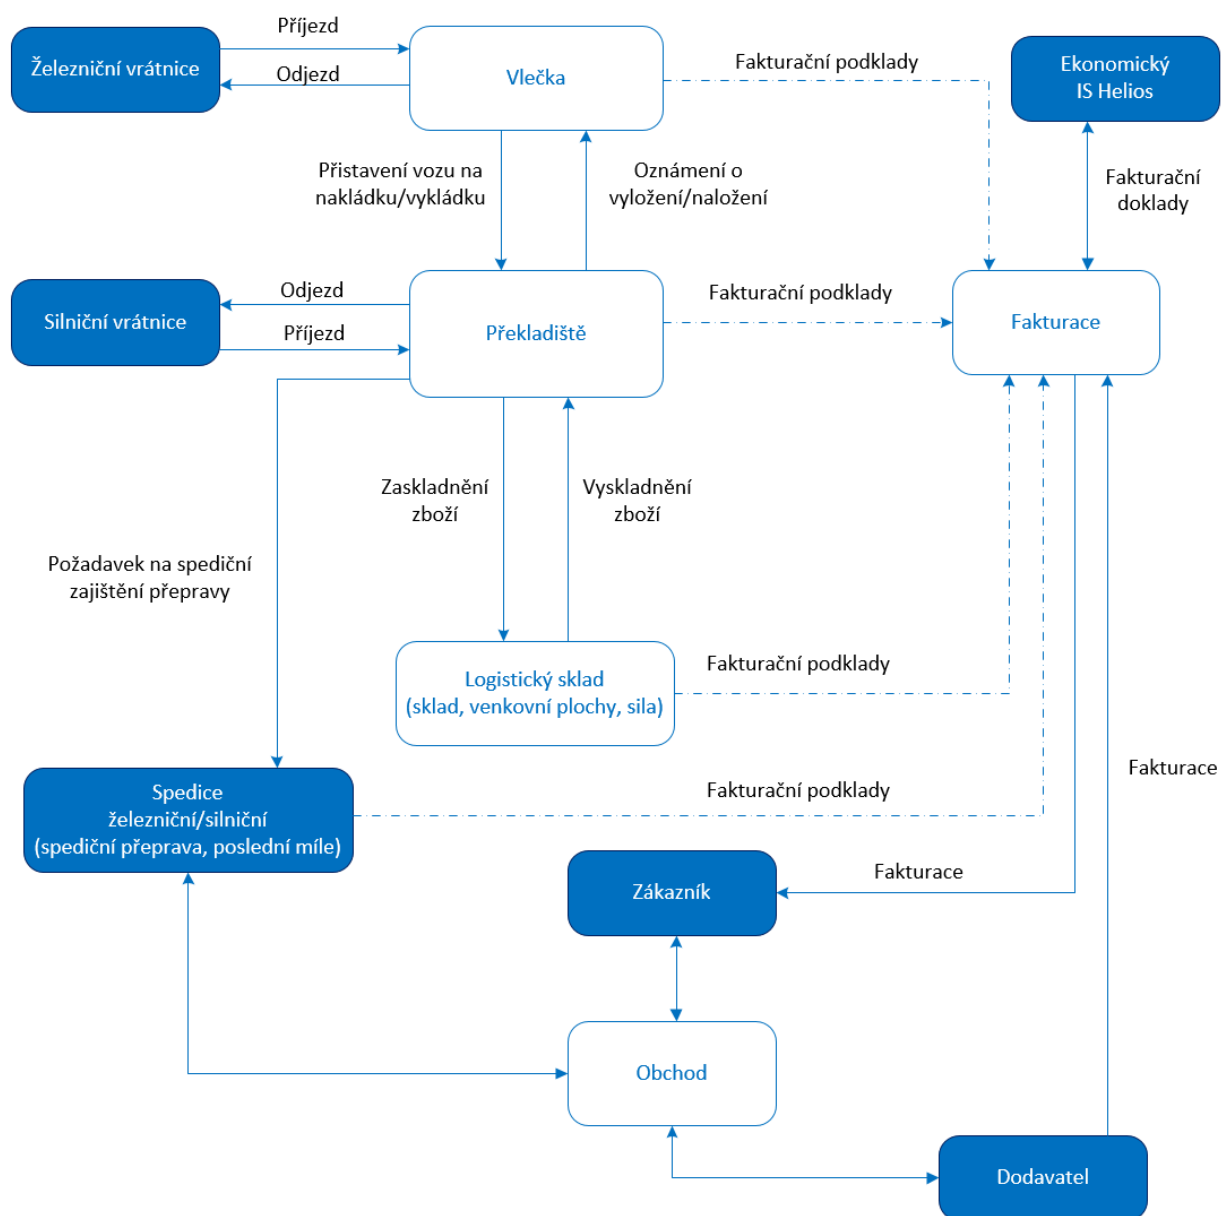 Příjezd
Železniční vrátnice
Odjezd
Vlečka
Fakturační podklady
Ekonomický
IS Helios
Přistavení vozu na
nakládku/vykládku
Oznámení o
vyložení/naložení
Fakturační
doklady
Silniční vrátnice
Odjezd
Příjezd
Překladiště
Fakturační podklady
Fakturace
Zaskladnění
zboží
Vyskladnění
zboží
Požadavek na spediční
zajištění přepravy
Logistický sklad
(sklad, venkovní plochy, sila)
Fakturační podklady
Fakturace
Spedice
železniční/silniční
(spediční přeprava, poslední míle)
Fakturační podklady
Zákazník
Fakturace
Obchod
Dodavatel